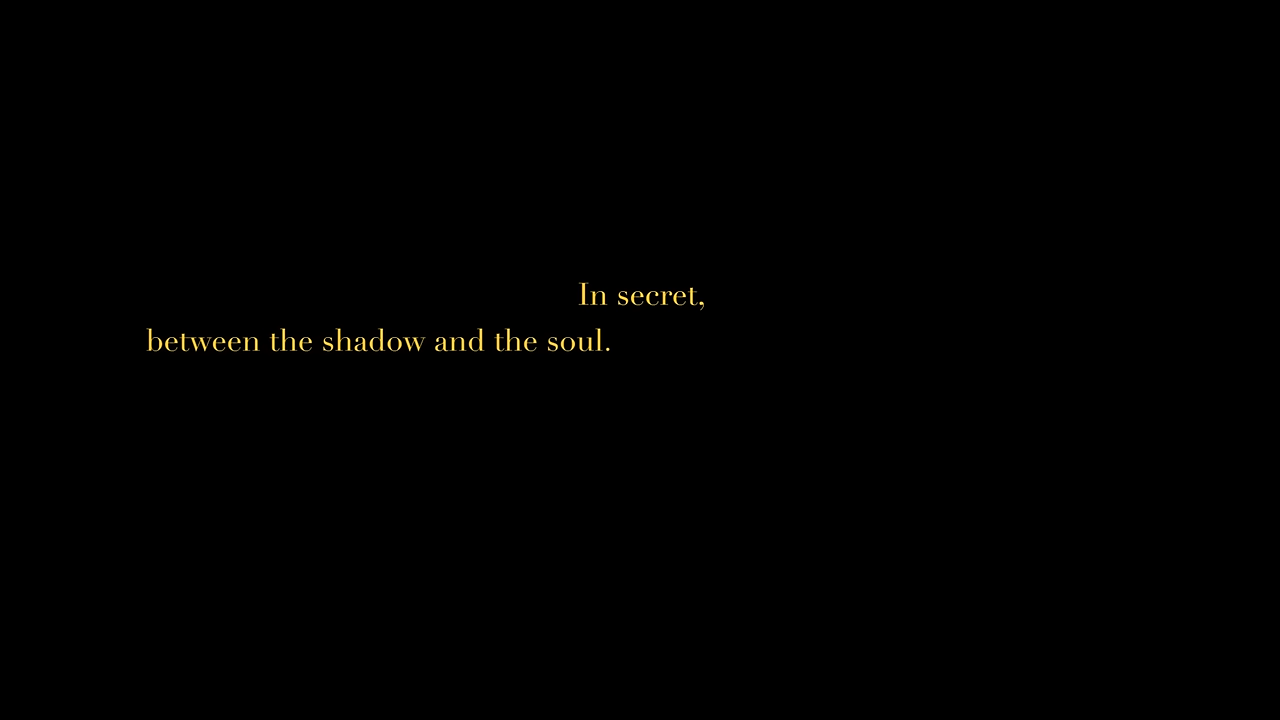 In secret,
between the shadow and the soul.